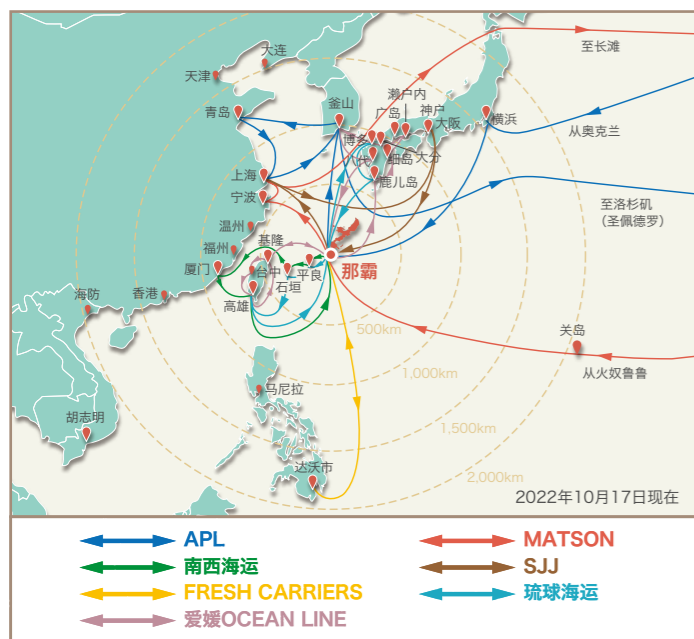 大连
至长滩
天津
濑户内
釜山
广岛
神户
青岛
横浜
博多
大阪
从奥克兰
八代
细岛
大分
上海
鹿儿岛
宁波
至洛杉矶
(圣佩德罗)
温州
基隆
福州
那霸
厦门
台中
平良
石垣
香港
高雄
海防
500km
关岛
1,000km
从火奴鲁鲁
马尼拉
胡志明
1,500km
达沃市
2,000km
2022年10月17日现在
APL
MATSON
南西海运
SJJ
FRESH CARRIERS
琉球海运
爱媛OCEAN LINE